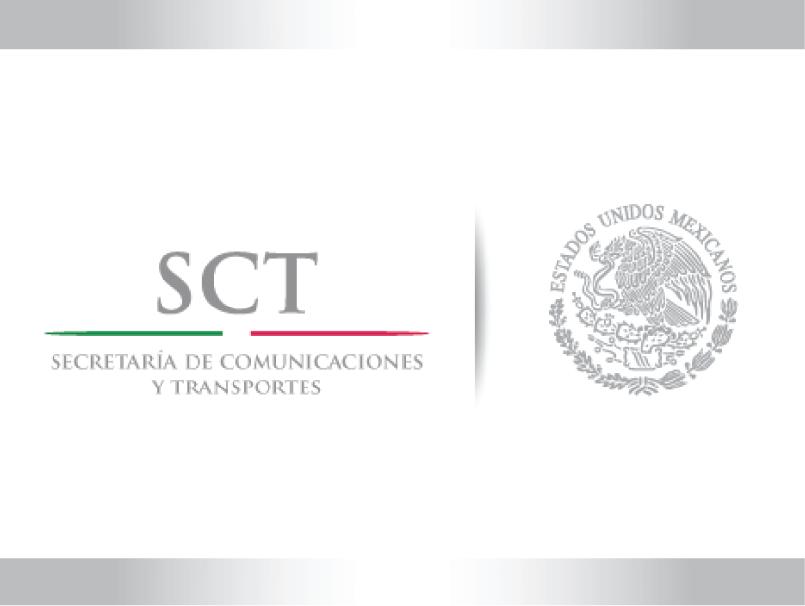 SCT
SECRETARÍA DE COMUNICACIONES
Y TRANSPORTES
ESTADOS UNIDOS MEXICANOS